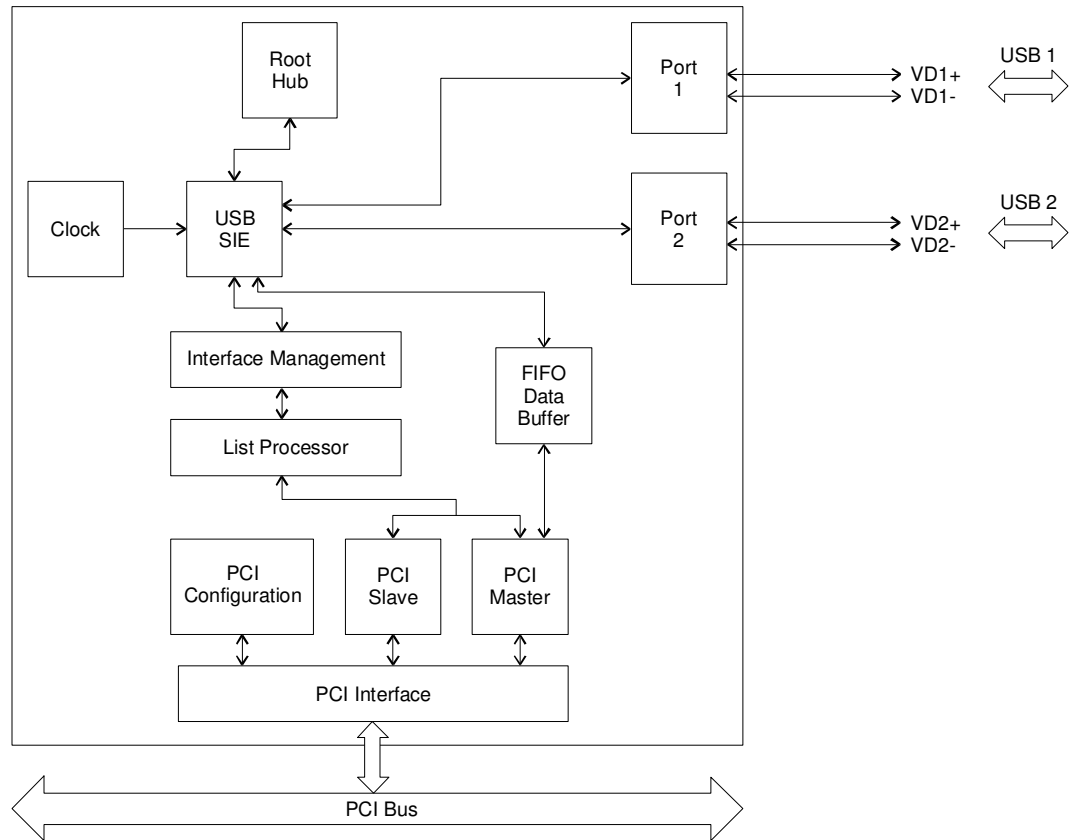 Root
Hub
Port
1
VD1+
VD1-
USB 1
Clock
USB
SIE
Port
2
VD2+
VD2-
USB 2
Interface Management
FIFO
Data
Buffer
List Processor
PCI
Configuration
PCI
Slave
PCI
Master
PCI Interface
PCI Bus